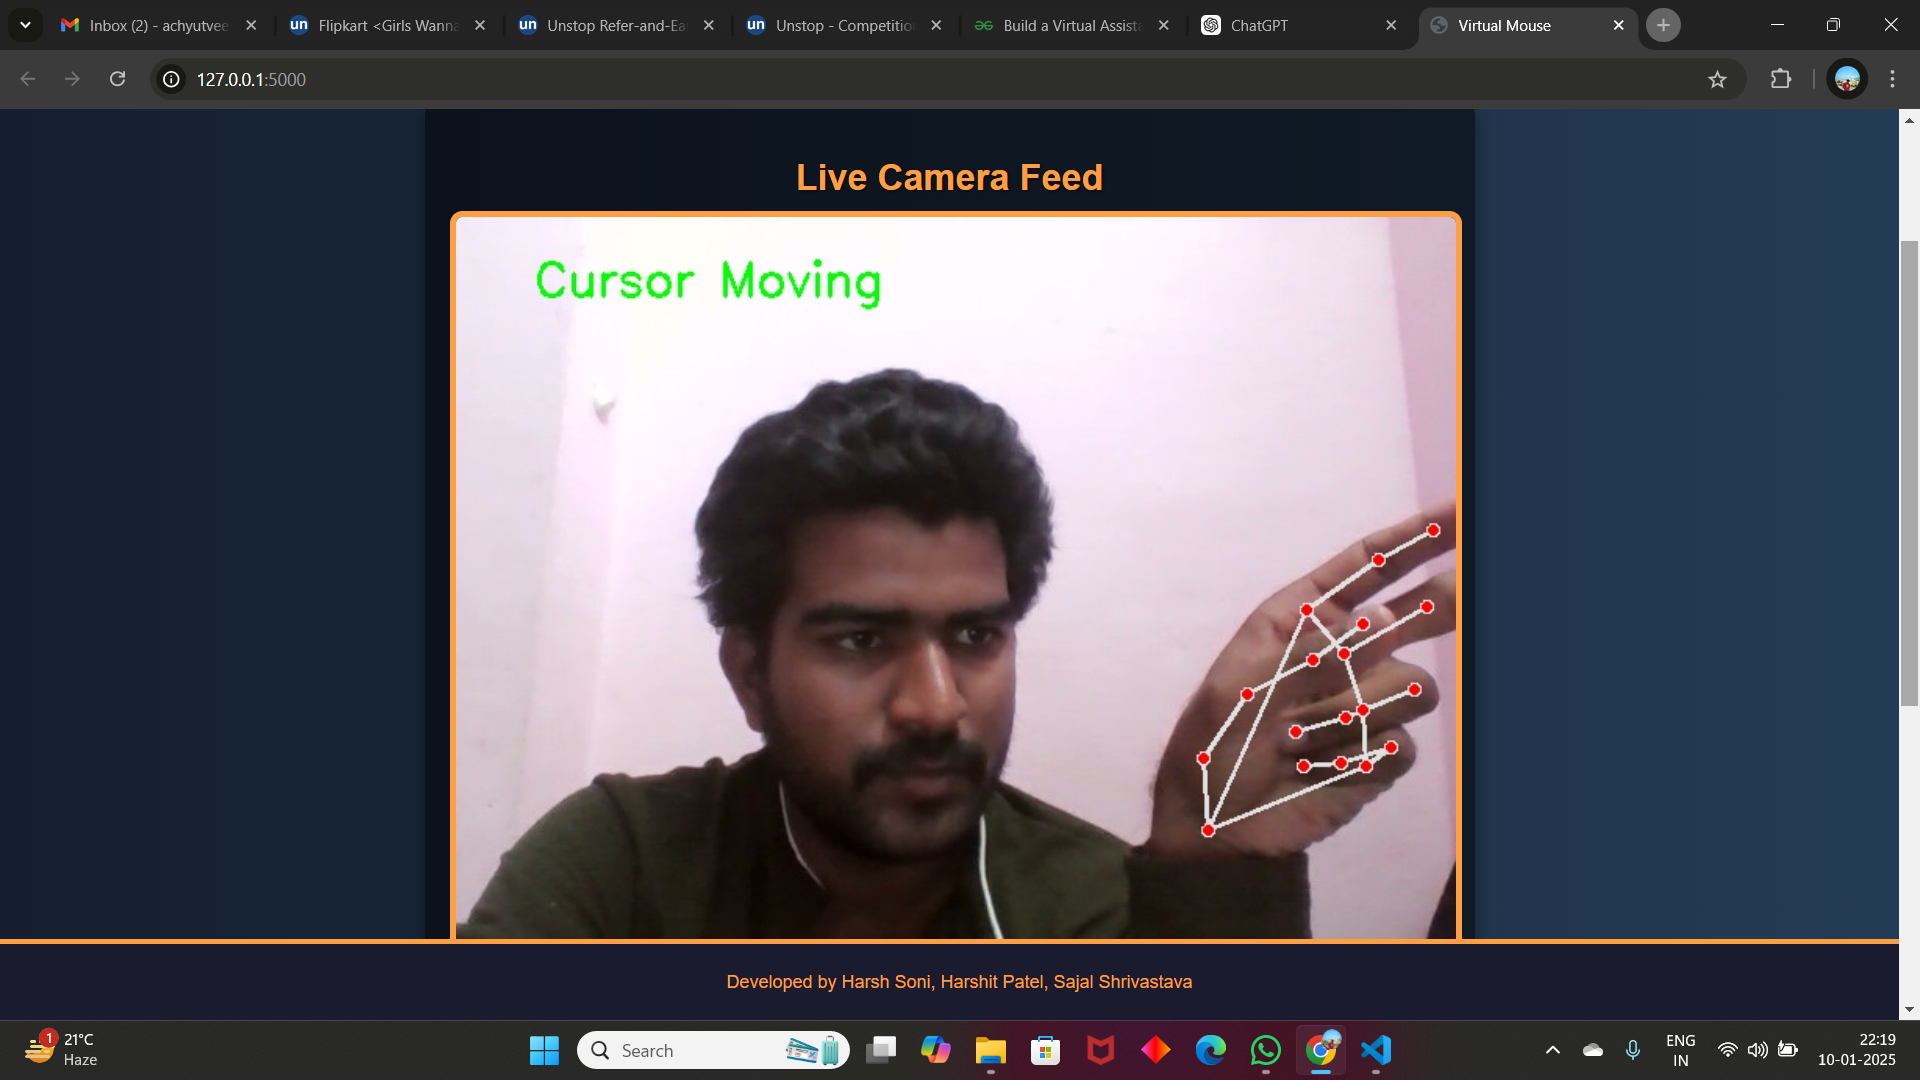 Inbox (2) - achyutvee
Flipkart <Girls Wanna
Unstop Refer-and-Ea
Unstop - Competitio
Build a Virtual Assista
ChatGPT
Virtual Mouse
127.0.0.1:5000
Live Camera Feed
Cursor Moving
Developed by Harsh Soni, Harshit Patel, Sajal Shrivastava
1
21°C
Haze
Search
ENG
IN
22:19
10-01-2025